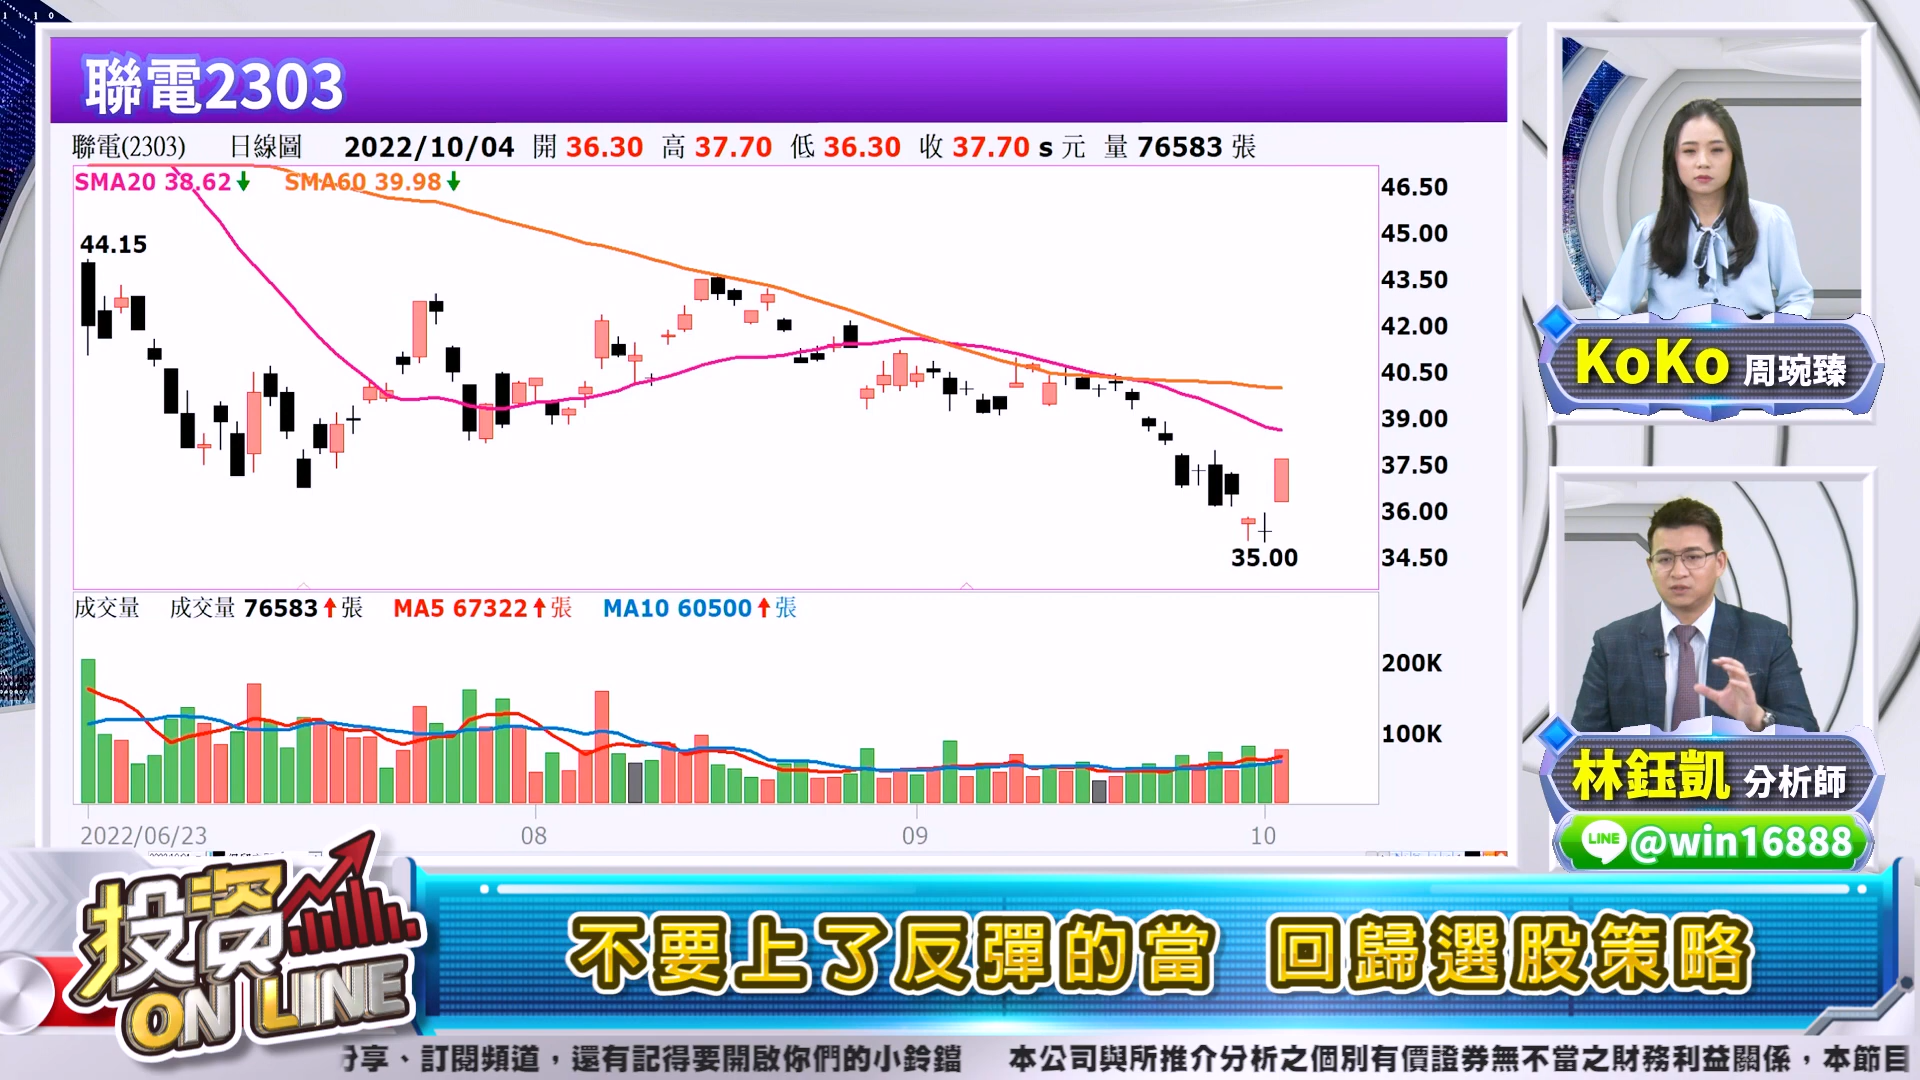 聯電2303
聯電(2303) 日線圖 2022/10/04 開 36.30 高 37.70 低 36.30 收 37.70 s 元 量 76583 張
SMA20 38.62↓ SMA60 39.98↓
46.50
45.00
43.50
42.00
40.50
39.00
37.50
36.00
34.50
44.15
35.00
成交量 成交量 76583↑張 MA5 67322↑張 MA10 60500↑張
200K
100K
2022/06/23 08 09 10
KoKo 周琬臻
林鈺凱 分析師
LINE @win16888
投資
ON LINE
不要上了反彈的當 回歸選股策略
分享、訂閱頻道，還有記得要開啟你們的小鈴鐺 本公司與所推介分析之個別有價證券無不當之財務利益關係，本節目